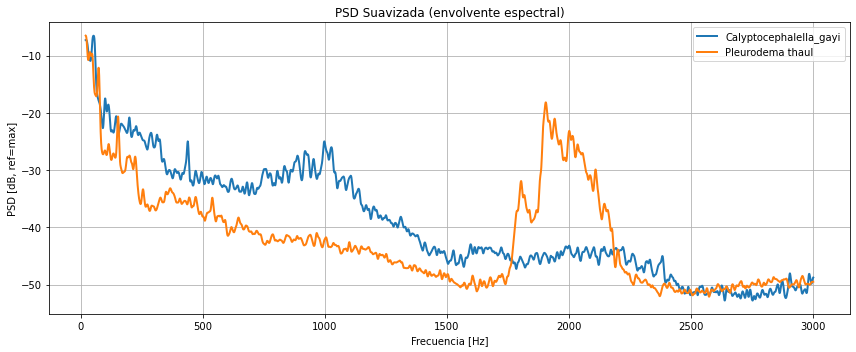 PSD Suavizada (envolvente espectral)
Calyptocephalella_gayi
Pleurodema thaul
PSD [dB, ref=max]
−10
−20
−30
−40
−50
0
500
1000
1500
2000
2500
3000
Frecuencia [Hz]